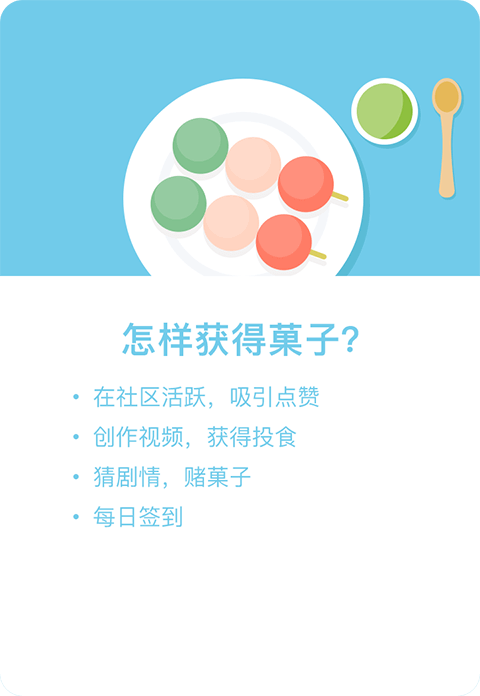 怎样获得菓子?
• 在社区活跃，吸引点赞
• 创作视频，获得投食
• 猜剧情，赌菓子
• 每日签到